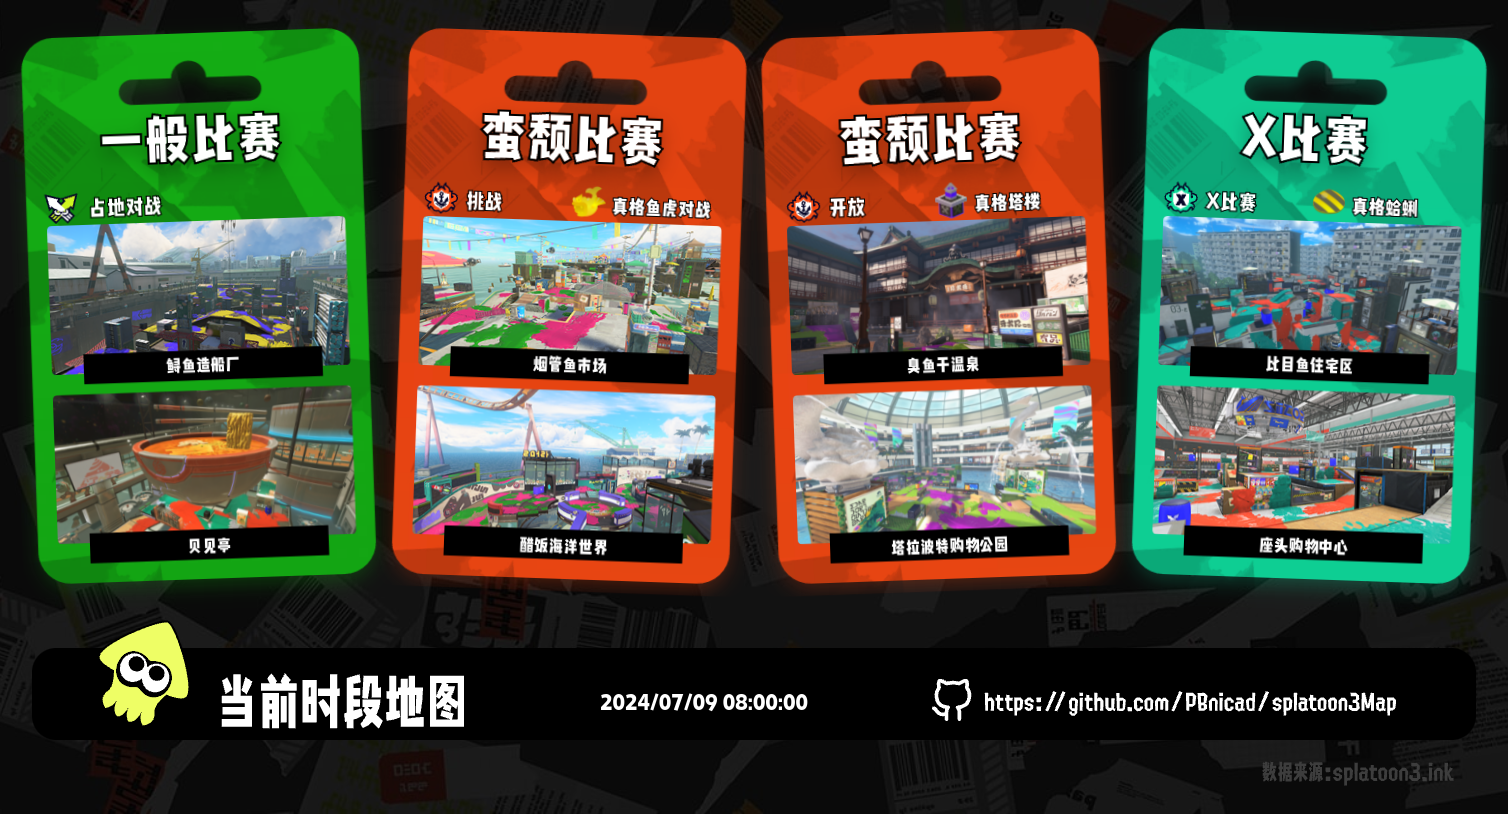 一般比赛
占地对战
鲟鱼造船厂
贝见亭
蛮颓比赛
挑战
真格鱼虎对战
烟管鱼市场
醋饭海洋世界
蛮颓比赛
开放
真格塔楼
臭鱼干温泉
塔拉波特购物公园
X比赛
X比赛
真格蛤蜊
比目鱼住宅区
座头购物中心
当前时段地图
2024/07/09 08:00:00
https://github.com/PBnicad/splatoon3Map
数据来源:splatoon3.ink